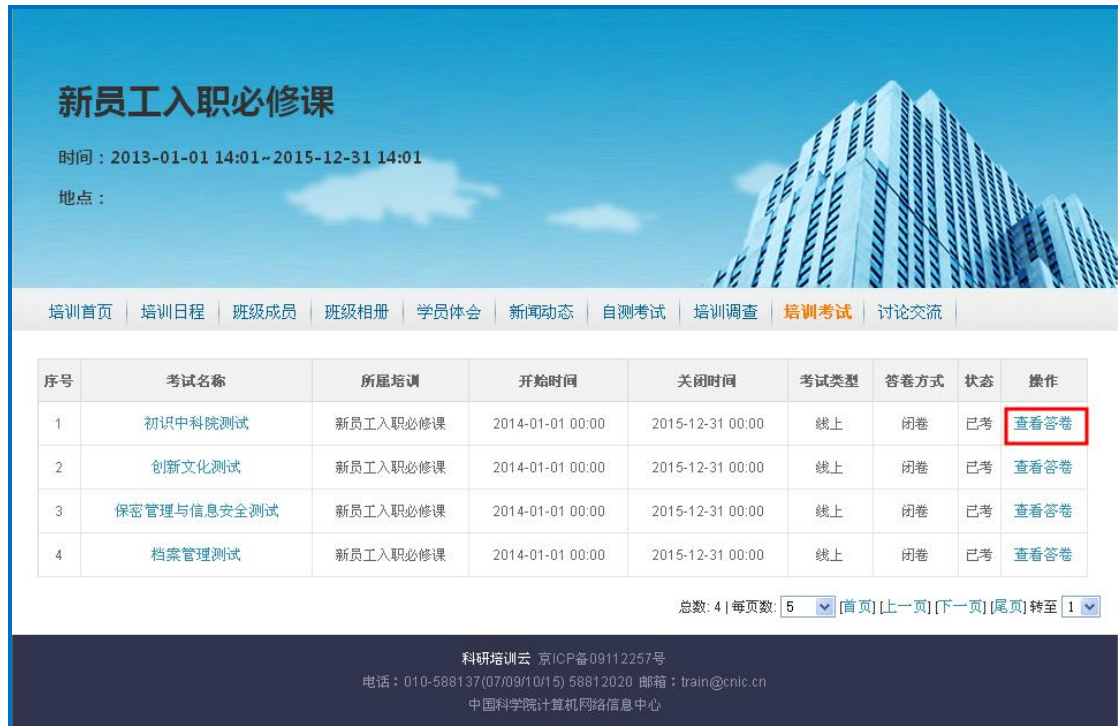 新员工入职必修课
时间：2013-01-01 14:01~2015-12-31 14:01
地点：
培训首页 培训日程 班级成员 班级相册 学员体会 新闻动态 自测考试 培训调查 培训考试 讨论交流
序号 考试名称 所属培训 开始时间 关闭时间 考试类型 答卷方式 状态 操作
1 初识中科院测试 新员工入职必修课 2014-01-01 00:00 2015-12-31 00:00 线上 闭卷 已考 查看答卷
2 创新文化测试 新员工入职必修课 2014-01-01 00:00 2015-12-31 00:00 线上 闭卷 已考 查看答卷
3 保密管理与信息安全测试 新员工入职必修课 2014-01-01 00:00 2015-12-31 00:00 线上 闭卷 已考 查看答卷
4 档案管理测试 新员工入职必修课 2014-01-01 00:00 2015-12-31 00:00 线上 闭卷 已考 查看答卷
总数: 4 | 每页数: 5 [首页] [上一页] [下一页] [尾页] 转至 1
科研培训云 京ICP备09112257号
电话：010-588137(07/09/10/15) 58812020 邮箱：train@cnic.cn
中国科学院计算机网络信息中心